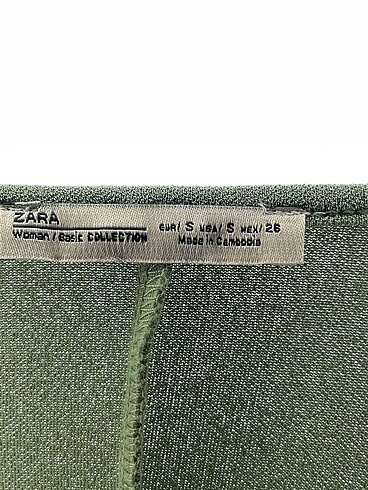 ZARA
Woman / Basic COLLECTION
EUR/ S USA/ S MEX/ 26
Made in Cambodia